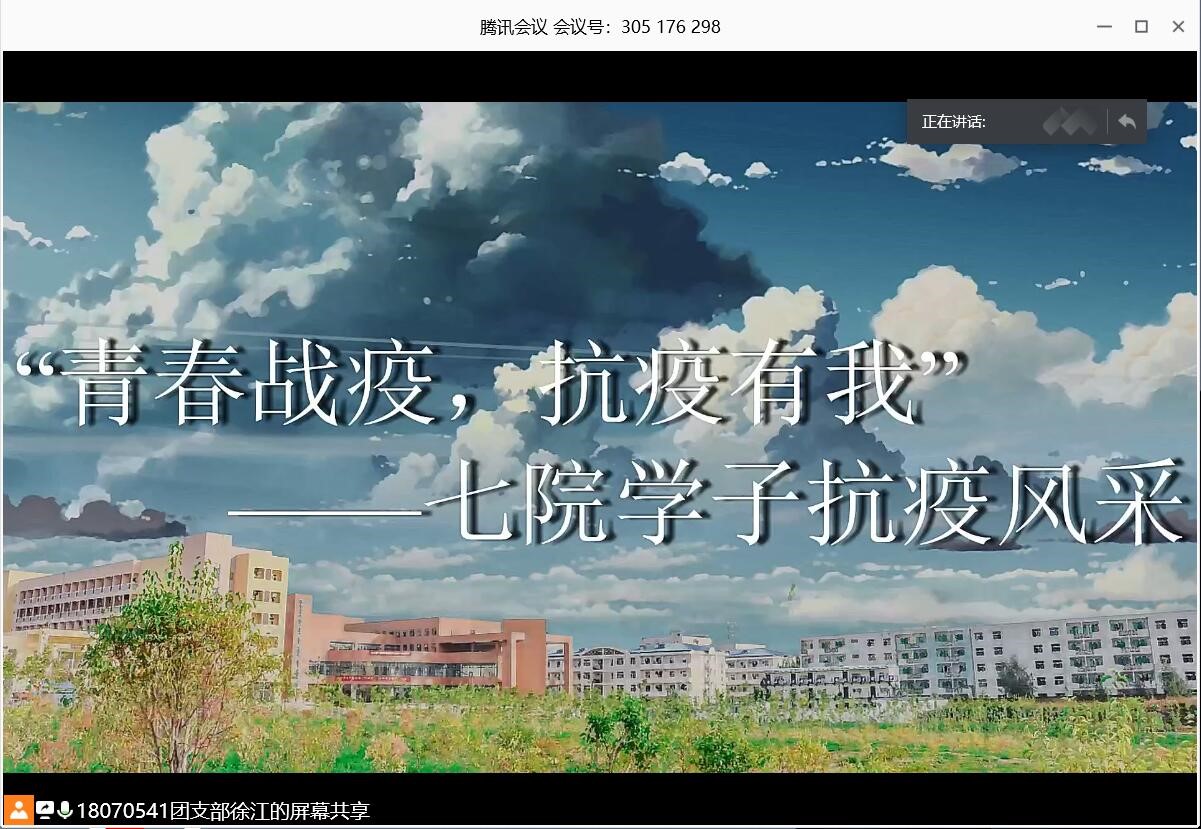 腾讯会议 会议号：305 176 298
正在讲话:
“青春战疫，抗疫有我”
——七院学子抗疫风采
18070541团支部徐江的屏幕共享